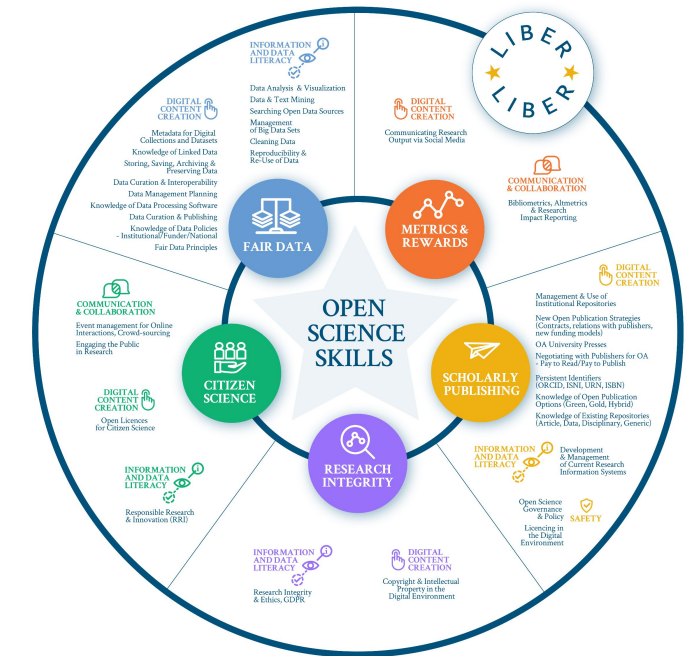 LIBER
LIBER
INFORMATION
AND DATA
LITERACY
Data Analysis & Visualization
Data & Text Mining
Searching Open Data Sources
Management
of Big Data Sets
Cleaning Data
Reproducibility &
Re-Use of Data
DIGITAL
CONTENT
CREATION
Metadata for Digital
Collections and Datasets
Knowledge of Linked Data
Storing, Saving, Archiving &
Preserving Data
Data Curation & Interoperability
Data Management Planning
Knowledge of Data Processing Software
Data Curation & Publishing
Knowledge of Data Policies
- Institutional/Funder/National
Fair Data Principles
FAIR DATA
DIGITAL
CONTENT
CREATION
Communicating Research
Output via Social Media
COMMUNICATION
& COLLABORATION
Bibliometrics, Altmetrics
& Research
Impact Reporting
METRICS &
REWARDS
OPEN
SCIENCE
SKILLS
DIGITAL
CONTENT
CREATION
Management & Use of
Institutional Repositories
New Open Publication Strategies
(Contracts, relations with publishers,
new funding models)
OA University Presses
Negotiating with Publishers for OA
- Pay to Read/Pay to Publish
Persistent Identifiers
(ORCID, ISNI, URN, ISBN)
Knowledge of Open Publication
Options (Green, Gold, Hybrid)
Knowledge of Existing Repositories
(Article, Data, Disciplinary, Generic)
SCHOLARLY
PUBLISHING
INFORMATION
AND DATA
LITERACY
Development
& Management
of Current Research
Information Systems
Open Science
Governance
& Policy
Licencing in
the Digital
Environment
SAFETY
COMMUNICATION
& COLLABORATION
Event management for Online
Interactions, Crowd-sourcing
Engaging the Public
in Research
CITIZEN
SCIENCE
DIGITAL
CONTENT
CREATION
Open Licences
for Citizen Science
INFORMATION
AND DATA
LITERACY
Responsible Research
& Innovation (RRI)
RESEARCH
INTEGRITY
INFORMATION
AND DATA
LITERACY
Research Integrity
& Ethics, GDPR
DIGITAL
CONTENT
CREATION
Copyright & Intellectual
Property in the
Digital Environment